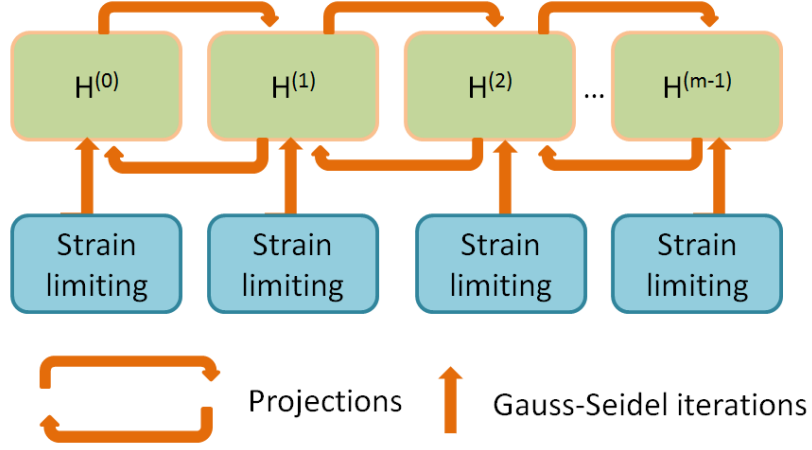 H(0) H(1) H(2) ... H(m-1)
Strain Strain Strain Strain
limiting limiting limiting limiting
Projections Gauss-Seidel iterations